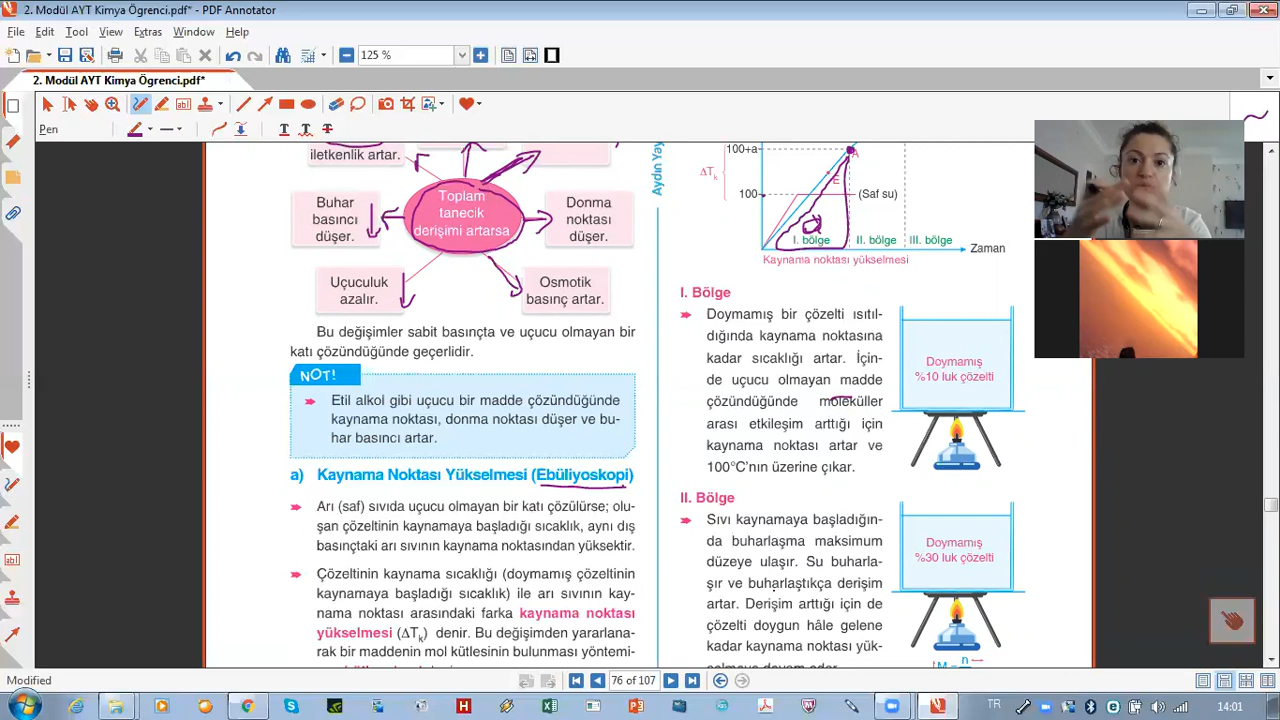 2. Modül AYT Kimya Ögrenci.pdf* - PDF Annotator
File Edit Tool View Extras Window Help
125 %
2. Modül AYT Kimya Ögrenci.pdf*
Pen
iletkenlik artar.
Toplam
tanecik
derişimi artarsa
Buhar
basıncı
düşer.
Donma
noktası
düşer.
Uçuculuk
azalır.
Osmotik
basınç artar.
Bu değişimler sabit basınçta ve uçucu olmayan bir
katı çözündüğünde geçerlidir.
NOT!
Etil alkol gibi uçucu bir madde çözündüğünde
kaynama noktası, donma noktası düşer ve bu-
har basıncı artar.
a) Kaynama Noktası Yükselmesi (Ebüliyoskopi)
Arı (saf) sıvıda uçucu olmayan bir katı çözülürse; olu-
şan çözeltinin kaynamaya başladığı sıcaklık, aynı dış
basınçtaki arı sıvının kaynama noktasından yüksektir.
Çözeltinin kaynama sıcaklığı (doymamış çözeltinin
kaynamaya başladığı sıcaklık) ile arı sıvının kay-
nama noktası arasındaki farka kaynama noktası
yükselmesi (ΔTk) denir. Bu değişimden yararlana-
rak bir maddenin mol kütlesinin bulunması yöntemi-
Aydın Yay
100+a
ΔTk
100
A
E
(Saf su)
I. bölge II. bölge III. bölge
Zaman
Kaynama noktası yükselmesi
I. Bölge
Doymamış bir çözelti ısıtıl-
dığında kaynama noktasına
kadar sıcaklığı artar. İçin-
de uçucu olmayan madde
çözündüğünde moleküller
arası etkileşim arttığı için
kaynama noktası artar ve
100°C'nın üzerine çıkar.
Doymamış
%10 luk çözelti
II. Bölge
Sıvı kaynamaya başladığın-
da buharlaşma maksimum
düzeye ulaşır. Su buharla-
şır ve buharlaştıkça derişim
artar. Derişim arttığı için de
çözelti doygun hâle gelene
kadar kaynama noktası yük-
selmeye devam eder.
Doymamış
%30 luk çözelti
M = n
Modified
76 of 107
TR
14:01